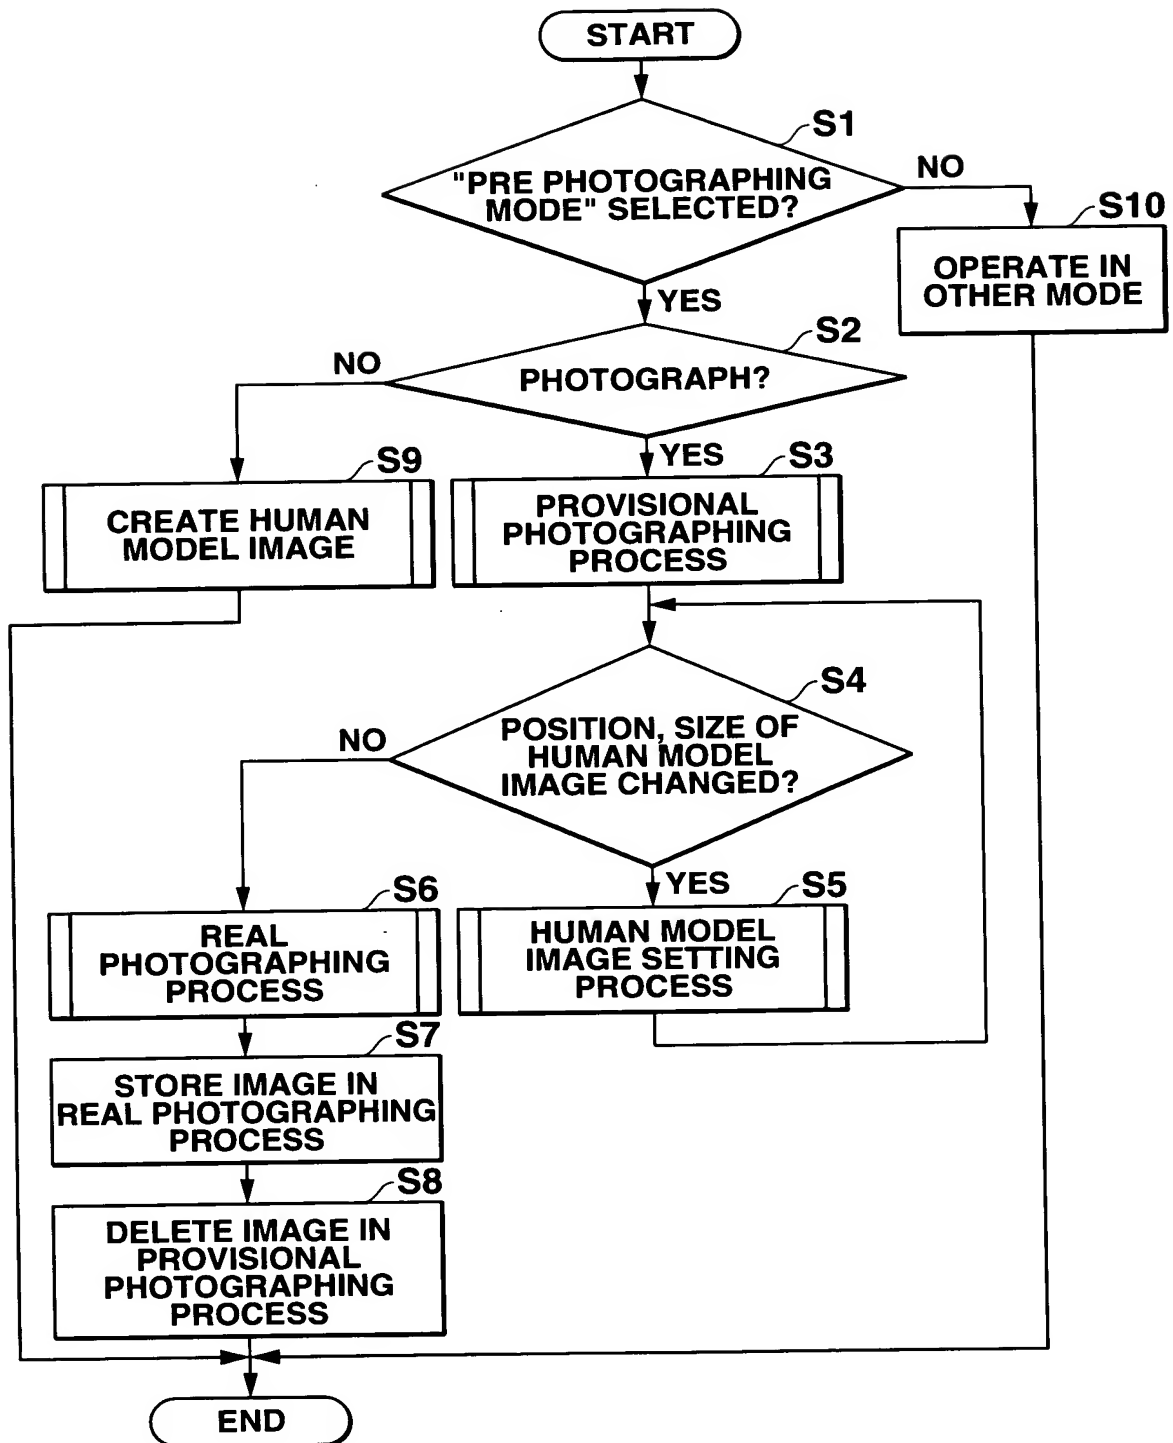 START
S1
"PRE PHOTOGRAPHING
MODE" SELECTED?
NO
S10
OPERATE IN
OTHER MODE
YES
S2
NO
PHOTOGRAPH?
YES
S9
S3
CREATE HUMAN
MODEL IMAGE
PROVISIONAL
PHOTOGRAPHING
PROCESS
S4
NO
POSITION, SIZE OF
HUMAN MODEL
IMAGE CHANGED?
YES
S6
S5
REAL
PHOTOGRAPHING
PROCESS
HUMAN MODEL
IMAGE SETTING
PROCESS
S7
STORE IMAGE IN
REAL PHOTOGRAPHING
PROCESS
S8
DELETE IMAGE IN
PROVISIONAL
PHOTOGRAPHING
PROCESS
END